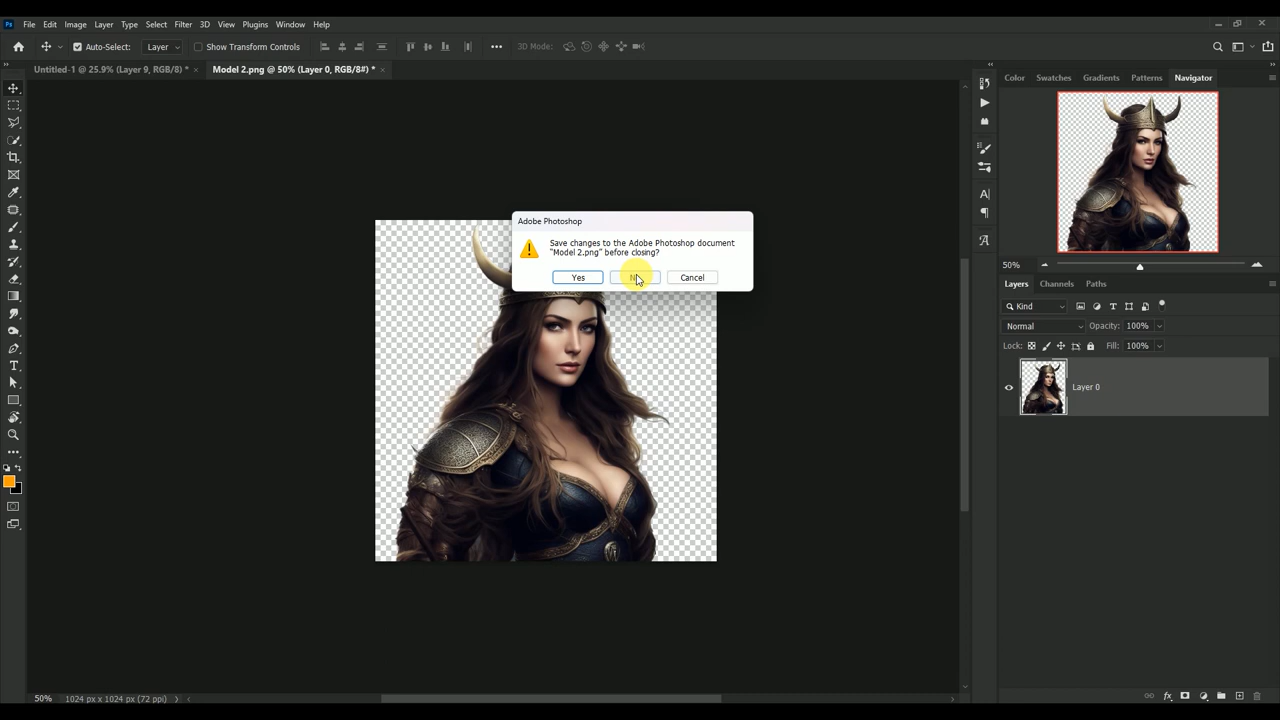 Ps File Edit Image Layer Type Select Filter 3D View Plugins Window Help
Auto-Select: Layer Show Transform Controls 3D Mode:
Untitled-1 @ 25.9% (Layer 9, RGB/8) * × Model 2.png @ 50% (Layer 0, RGB/8#) * ×
Color Swatches Gradients Patterns Navigator
Adobe Photoshop
Save changes to the Adobe Photoshop document
"Model 2.png" before closing?
Yes Cancel
50%
Layers Channels Paths
Kind
Normal Opacity: 100%
Lock: Fill: 100%
Layer 0
50% 1024 px x 1024 px (72 ppi)